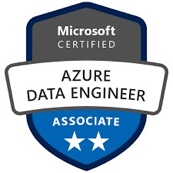 Microsoft
CERTIFIED
AZURE
DATA ENGINEER
ASSOCIATE